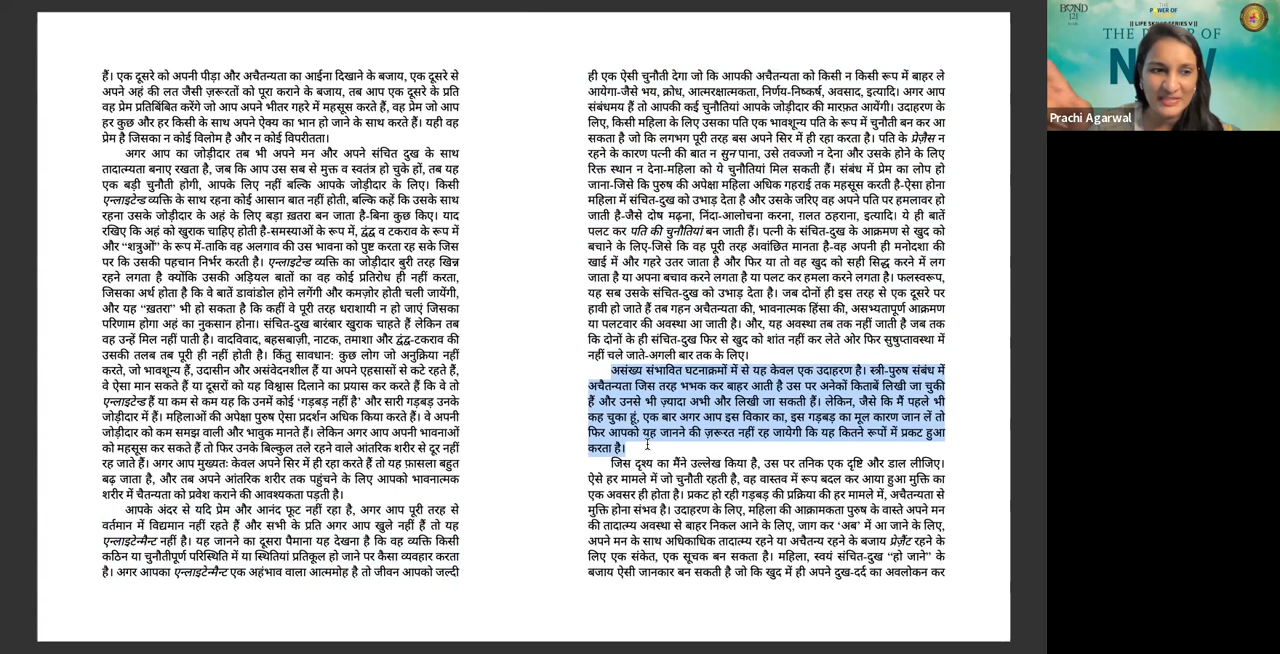 हैं। एक दूसरे को अपनी पीड़ा और अचैतन्यता का आईना दिखाने के बजाय, एक दूसरे से
अपने अहं की लत जैसी ज़रूरतों को पूरा कराने के बजाय, तब आप एक दूसरे के प्रति
वह प्रेम प्रतिबिंबित करेंगे जो आप अपने भीतर गहरे में महसूस करते हैं, वह प्रेम जो आप
हर कुछ और हर किसी के साथ अपने ऐक्य का भान हो जाने के साथ करते हैं। यही वह
प्रेम है जिसका न कोई विलोम है और न कोई विपरीतता।
अगर आप का जोड़ीदार तब भी अपने मन और अपने संचित दुख के साथ
तादात्म्यता बनाए रखता है, जब कि आप उस सब से मुक्त व स्वतंत्र हो चुके हों, तब यह
एक बड़ी चुनौती होगी, आपके लिए नहीं बल्कि आपके जोड़ीदार के लिए। किसी
एन्लाइटेन्ड व्यक्ति के साथ रहना कोई आसान बात नहीं होती, बल्कि कहें कि उसके साथ
रहना उसके जोड़ीदार के अहं के लिए बड़ा ख़तरा बन जाता है-बिना कुछ किए। याद
रखिए कि अहं को खुराक चाहिए होती है-समस्याओं के रूप में, द्वंद्व व टकराव के रूप में
और “शत्रुओं” के रूप में-ताकि वह अलगाव की उस भावना को पुष्ट करता रह सके जिस
पर कि उसकी पहचान निर्भर करती है। एन्लाइटेन्ड व्यक्ति का जोड़ीदार बुरी तरह खिन्न
रहने लगता है क्योंकि उसकी अड़ियल बातों का वह कोई प्रतिरोध ही नहीं करता,
जिसका अर्थ होता है कि वे बातें डावांडोल होने लगेंगी और कमज़ोर होती चली जायेंगी,
और यह “ख़तरा” भी हो सकता है कि कहीं वे पूरी तरह धराशायी न हो जाएं जिसका
परिणाम होगा अहं का नुकसान होना। संचित-दुख बारंबार खुराक चाहते हैं लेकिन तब
वह उन्हें मिल नहीं पाती है। वादविवाद, बहसबाज़ी, नाटक, तमाशा और द्वंद्व-टकराव की
उसकी तलब तब पूरी ही नहीं होती है। किंतु सावधान: कुछ लोग जो अनुक्रिया नहीं
करते, जो भावशून्य हैं, उदासीन और असंवेदनशील हैं या अपने एहसासों से कटे रहते हैं,
वे ऐसा मान सकते हैं या दूसरों को यह विश्वास दिलाने का प्रयास कर करते हैं कि वे तो
एन्लाइटेन्ड हैं या कम से कम यह कि उनमें कोई ‘गड़बड़ नहीं है’ और सारी गड़बड़ उनके
जोड़ीदार में हैं। महिलाओं की अपेक्षा पुरुष ऐसा प्रदर्शन अधिक किया करते हैं। वे अपनी
जोड़ीदार को कम समझ वाली और भावुक मानते हैं। लेकिन अगर आप अपनी भावनाओं
को महसूस कर सकते हैं तो फिर उनके बिल्कुल तले रहने वाले आंतरिक शरीर से दूर नहीं
रह जाते हैं। अगर आप मुख्यतः केवल अपने सिर में ही रहा करते हैं तो यह फ़ासला बहुत
बढ़ जाता है, और तब अपने आंतरिक शरीर तक पहुंचने के लिए आपको भावनात्मक
शरीर में चैतन्यता को प्रवेश कराने की आवश्यकता पड़ती है।
आपके अंदर से यदि प्रेम और आनंद फूट नहीं रहा है, अगर आप पूरी तरह से
वर्तमान में विद्यमान नहीं रहते हैं और सभी के प्रति अगर आप खुले नहीं हैं तो यह
एन्लाइटेन्मैन्ट नहीं है। यह जानने का दूसरा पैमाना यह देखना है कि वह व्यक्ति किसी
कठिन या चुनौतीपूर्ण परिस्थिति में या स्थितियां प्रतिकूल हो जाने पर कैसा व्यवहार करता
है। अगर आपका एन्लाइटेन्मैन्ट एक अहंभाव वाला आत्ममोह है तो जीवन आपको जल्दी
ही एक ऐसी चुनौती देगा जो कि आपकी अचैतन्यता को किसी न किसी रूप में बाहर ले
आयेगा-जैसे भय, क्रोध, आत्मरक्षात्मकता, निर्णय-निष्कर्ष, अवसाद, इत्यादि। अगर आप
संबंधमय हैं तो आपकी कई चुनौतियां आपके जोड़ीदार की मारफ़त आयेंगी। उदाहरण के
लिए, किसी महिला के लिए उसका पति एक भावशून्य पति के रूप में चुनौती बन कर आ
सकता है जो कि लगभग पूरी तरह बस अपने सिर में ही रहा करता है। पति के प्रेज़ैंस न
रहने के कारण पत्नी की बात न सुन पाना, उसे तवज्जो न देना और उसके होने के लिए
रिक्त स्थान न देना-महिला को ये चुनौतियां मिल सकती हैं। संबंध में प्रेम का लोप हो
जाना-जिसे कि पुरुष की अपेक्षा महिला अधिक गहराई तक महसूस करती है-ऐसा होना
महिला में संचित-दुख को उभाड़ देता है और उसके जरिए वह अपने पति पर हमलावर हो
जाती है-जैसे दोष मढ़ना, निंदा-आलोचना करना, ग़लत ठहराना, इत्यादि। ये ही बातें
पलट कर पति की चुनौतियां बन जाती हैं। पत्नी के संचित-दुख के आक्रमण से खुद को
बचाने के लिए-जिसे कि वह पूरी तरह अवांछित मानता है-वह अपनी ही मनोदशा की
खाई में और गहरे उतर जाता है और फिर या तो वह खुद को सही सिद्ध करने में लग
जाता है या अपना बचाव करने लगता है या पलट कर हमला करने लगता है। फलस्वरूप,
यह सब उसके संचित-दुख को उभाड़ देता है। जब दोनों ही इस तरह से एक दूसरे पर
हावी हो जाते हैं तब गहन अचैतन्यता की, भावनात्मक हिंसा की, असभ्यतापूर्ण आक्रमण
या पलटवार की अवस्था आ जाती है। और, यह अवस्था तब तक नहीं जाती है जब तक
कि दोनों के ही संचित-दुख फिर से खुद को शांत नहीं कर लेते ओर फिर सुषुप्तावस्था में
नहीं चले जाते-अगली बार तक के लिए।
असंख्य संभावित घटनाक्रमों में से यह केवल एक उदाहरण है। स्त्री-पुरुष संबंध में
अचैतन्यता जिस तरह भभक कर बाहर आती है उस पर अनेकों किताबें लिखी जा चुकी
हैं और उनसे भी ज़्यादा अभी और लिखी जा सकती हैं। लेकिन, जैसे कि मैं पहले भी
कह चुका हूं, एक बार अगर आप इस विकार का, इस गड़बड़ का मूल कारण जान लें तो
फिर आपको यह जानने की ज़रूरत नहीं रह जायेगी कि यह कितने रूपों में प्रकट हुआ
करता है।
जिस दृश्य का मैंने उल्लेख किया है, उस पर तनिक एक दृष्टि और डाल लीजिए।
ऐसे हर मामले में जो चुनौती रहती है, वह वास्तव में रूप बदल कर आया हुआ मुक्ति का
एक अवसर ही होता है। प्रकट हो रही गड़बड़ की प्रक्रिया की हर मामले में, अचैतन्यता से
मुक्ति होना संभव है। उदाहरण के लिए, महिला की आक्रामकता पुरुष के वास्ते अपने मन
की तादात्म्य अवस्था से बाहर निकल आने के लिए, जाग कर ‘अब’ में आ जाने के लिए,
अपने मन के साथ अधिकाधिक तादात्म्य रहने या अचैतन्य रहने के बजाय प्रेज़ैंट रहने के
लिए एक संकेत, एक सूचक बन सकता है। महिला, स्वयं संचित-दुख “हो जाने” के
बजाय ऐसी जानकार बन सकती है जो कि खुद में ही अपने दुख-दर्द का अवलोकन कर
BOND
THE
POWER OF
THE POWER OF
Prachi Agarwal